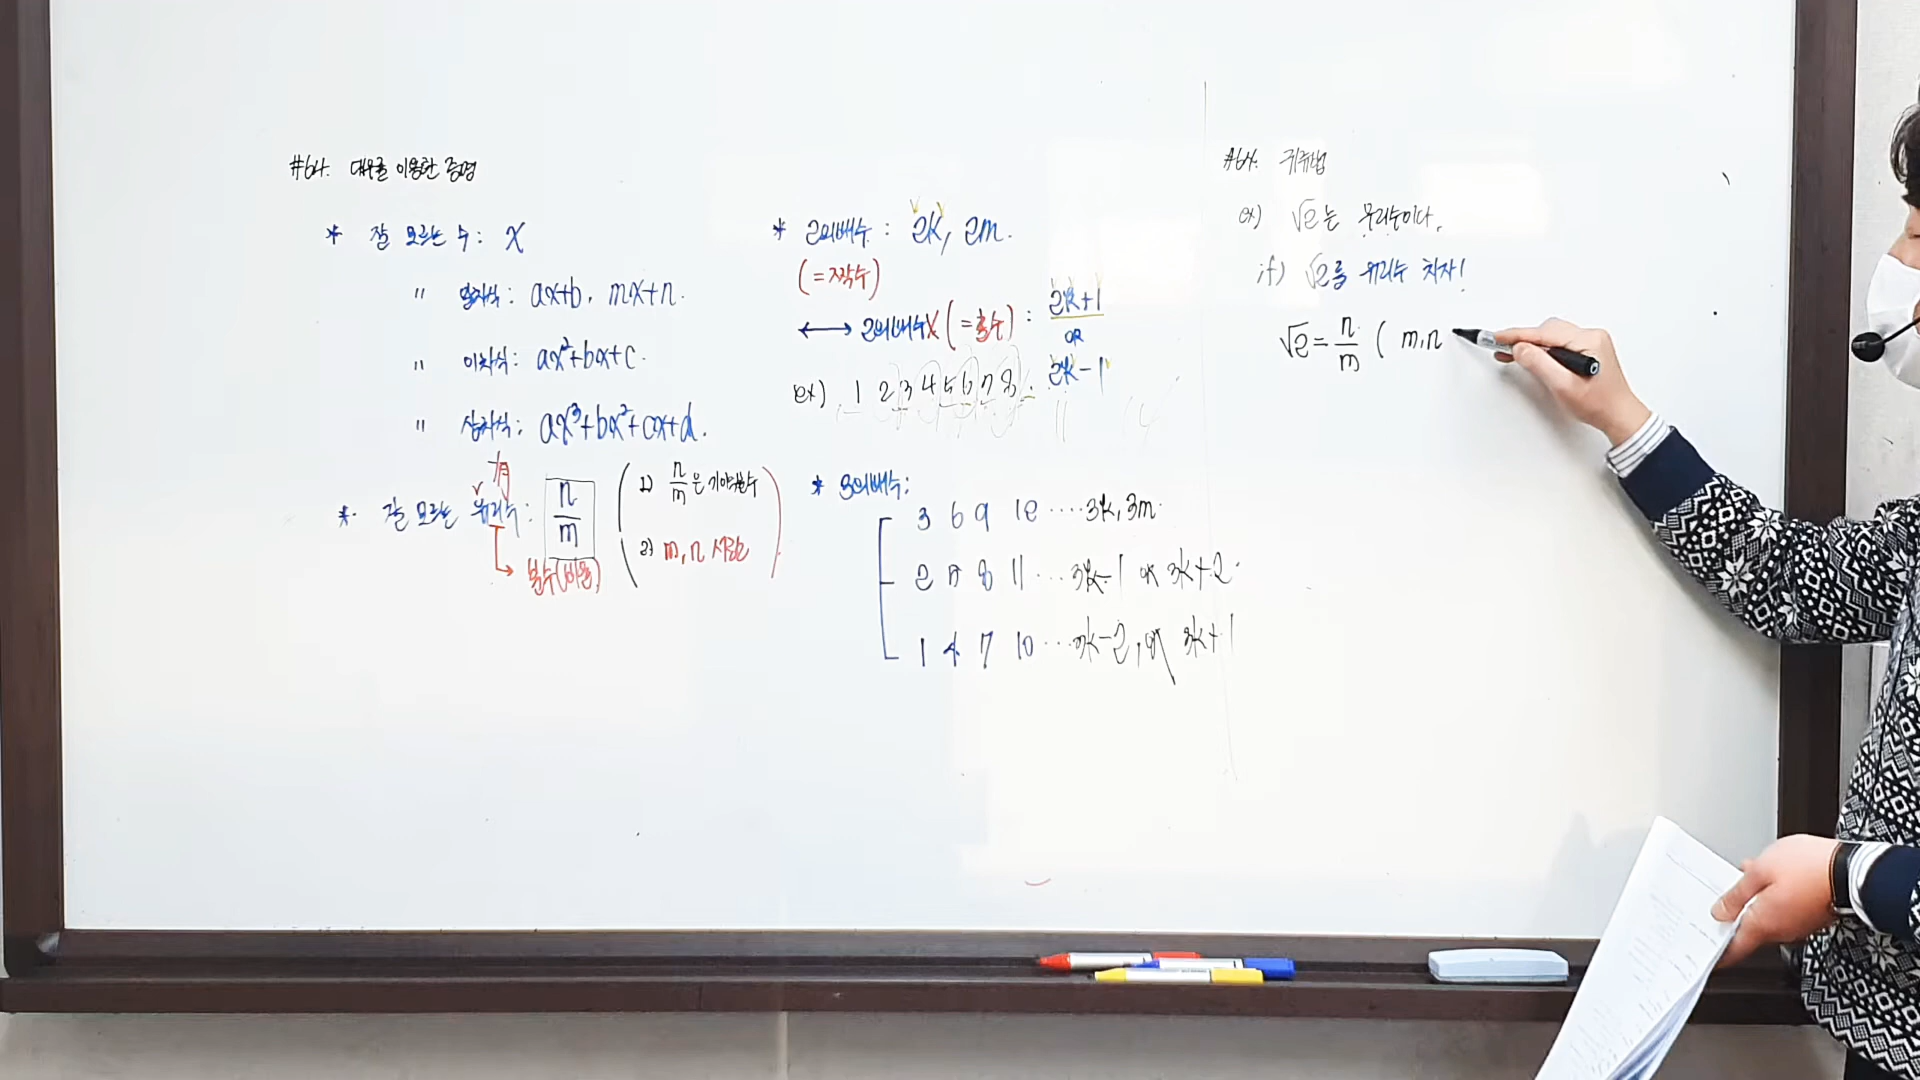 #64. 대우를 이용한 증명
* 잘 모르는 수: x
〃 일차식: ax+b, mx+n.
〃 이차식: ax²+bx+c.
〃 삼차식: ax³+bx²+cx+d.
*. 잘 모르는 유리수: n/m
有
→ 분수(비율)
1) n/m은 기약분수
2) m, n 서로소
* 2의배수: 2k, 2m.
(=짝수)
↔ 2의배수X (=홀수): 2k+1
OR
2k-1
ex) 1 2 3 4 5 6 7 8
* 3의배수:
3 6 9 12 ···· 3k, 3m.
2 5 8 11 ··· 3k-1 or 3k+2.
1 4 7 10 ··· 3k-2, or 3k+1
귀류법
ex) √2는 무리수이다.
if) √2를 유리수 치자!
√2 = n/m ( m,n